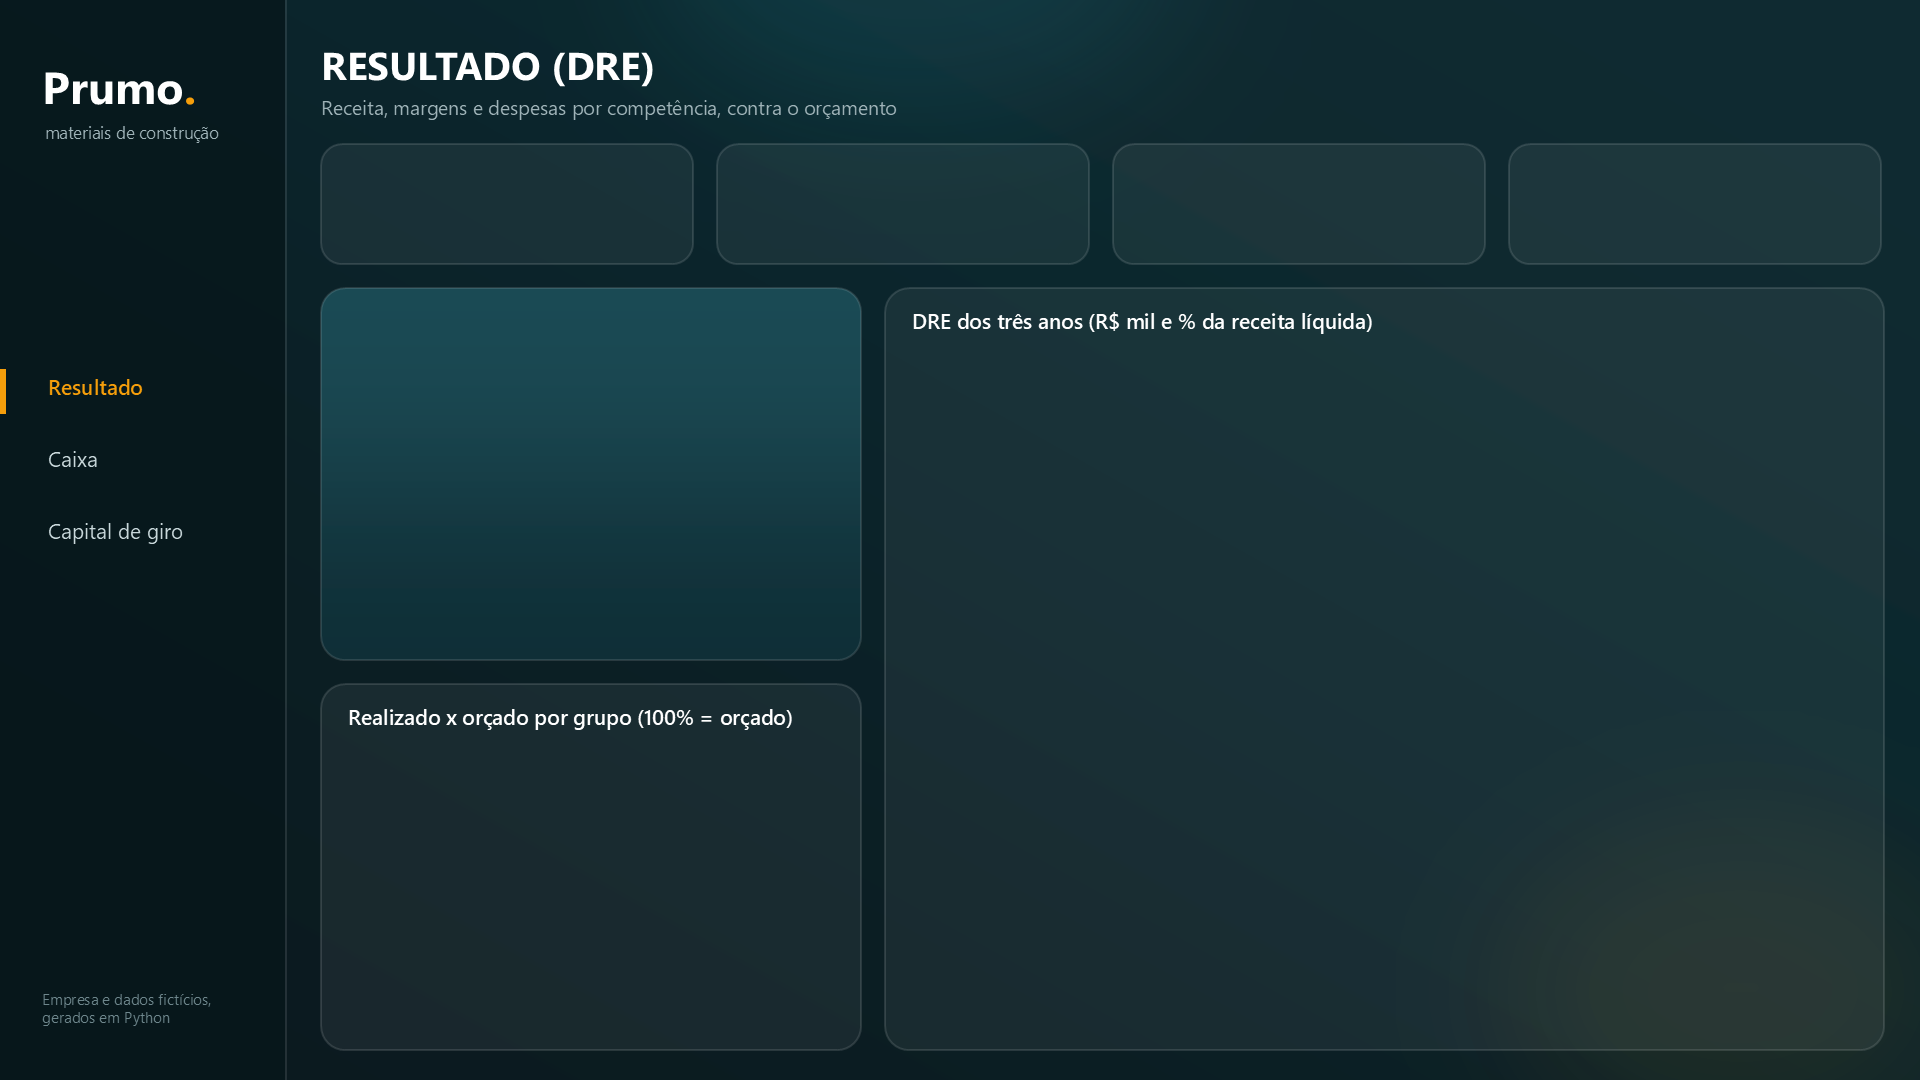 Prumo.
materiais de construção
Resultado
Caixa
Capital de giro
Empresa e dados fictícios,
gerados em Python
RESULTADO (DRE)
Receita, margens e despesas por competência, contra o orçamento
DRE dos três anos (R$ mil e % da receita líquida)
Realizado x orçado por grupo (100% = orçado)